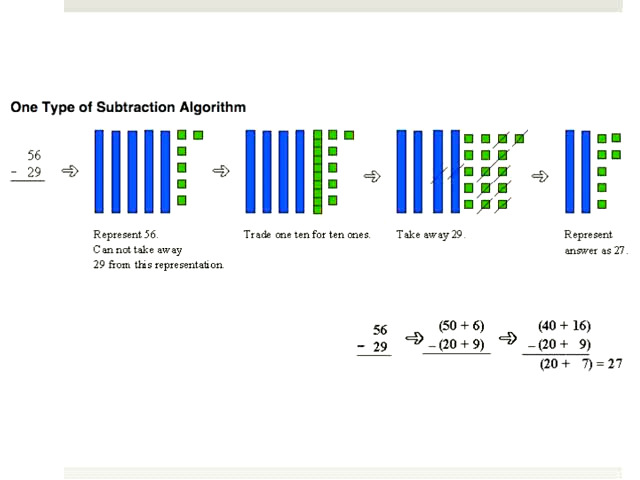 One Type of Subtraction Algorithm
56
- 29
Represent 56.
Can not take away
29 from this representation.
Trade one ten for ten ones.
Take away 29.
Represent
answer as 27.
56
- 29
(50 + 6)
-(20 + 9)
(40 + 16)
-(20 + 9)
(20 + 7) = 27